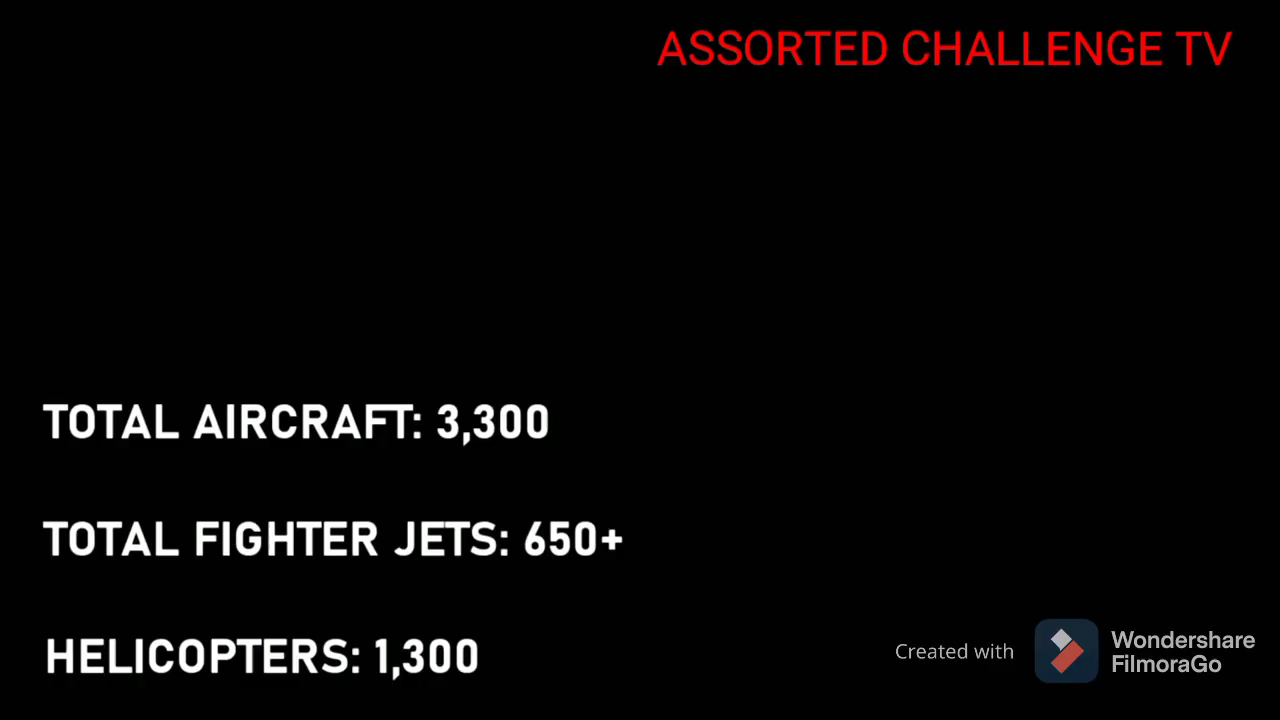 ASSORTED CHALLENGE TV
TOTAL AIRCRAFT: 3,300
TOTAL FIGHTER JETS: 650+
HELICOPTERS: 1,300
Created with
Wondershare
FilmoraGo